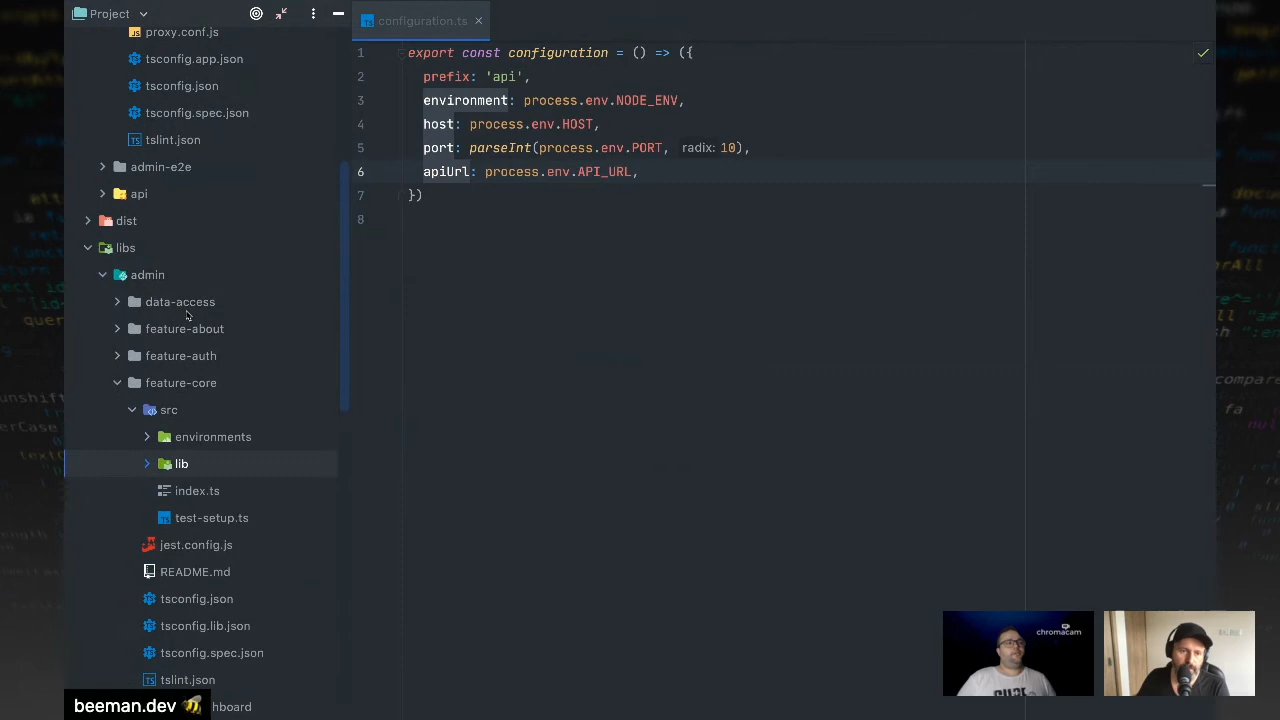 Project
proxy.conf.js
tsconfig.app.json
tsconfig.json
tsconfig.spec.json
tslint.json
admin-e2e
api
dist
libs
admin
data-access
feature-about
feature-auth
feature-core
src
environments
lib
index.ts
test-setup.ts
jest.config.js
README.md
tsconfig.json
tsconfig.lib.json
tsconfig.spec.json
tslint.json
hboard
beeman.dev
configuration.ts
1 export const configuration = () => ({
2 prefix: 'api',
3 environment: process.env.NODE_ENV,
4 host: process.env.HOST,
5 port: parseInt(process.env.PORT, radix: 10),
6 apiUrl: process.env.API_URL,
7 })
8
chromacam